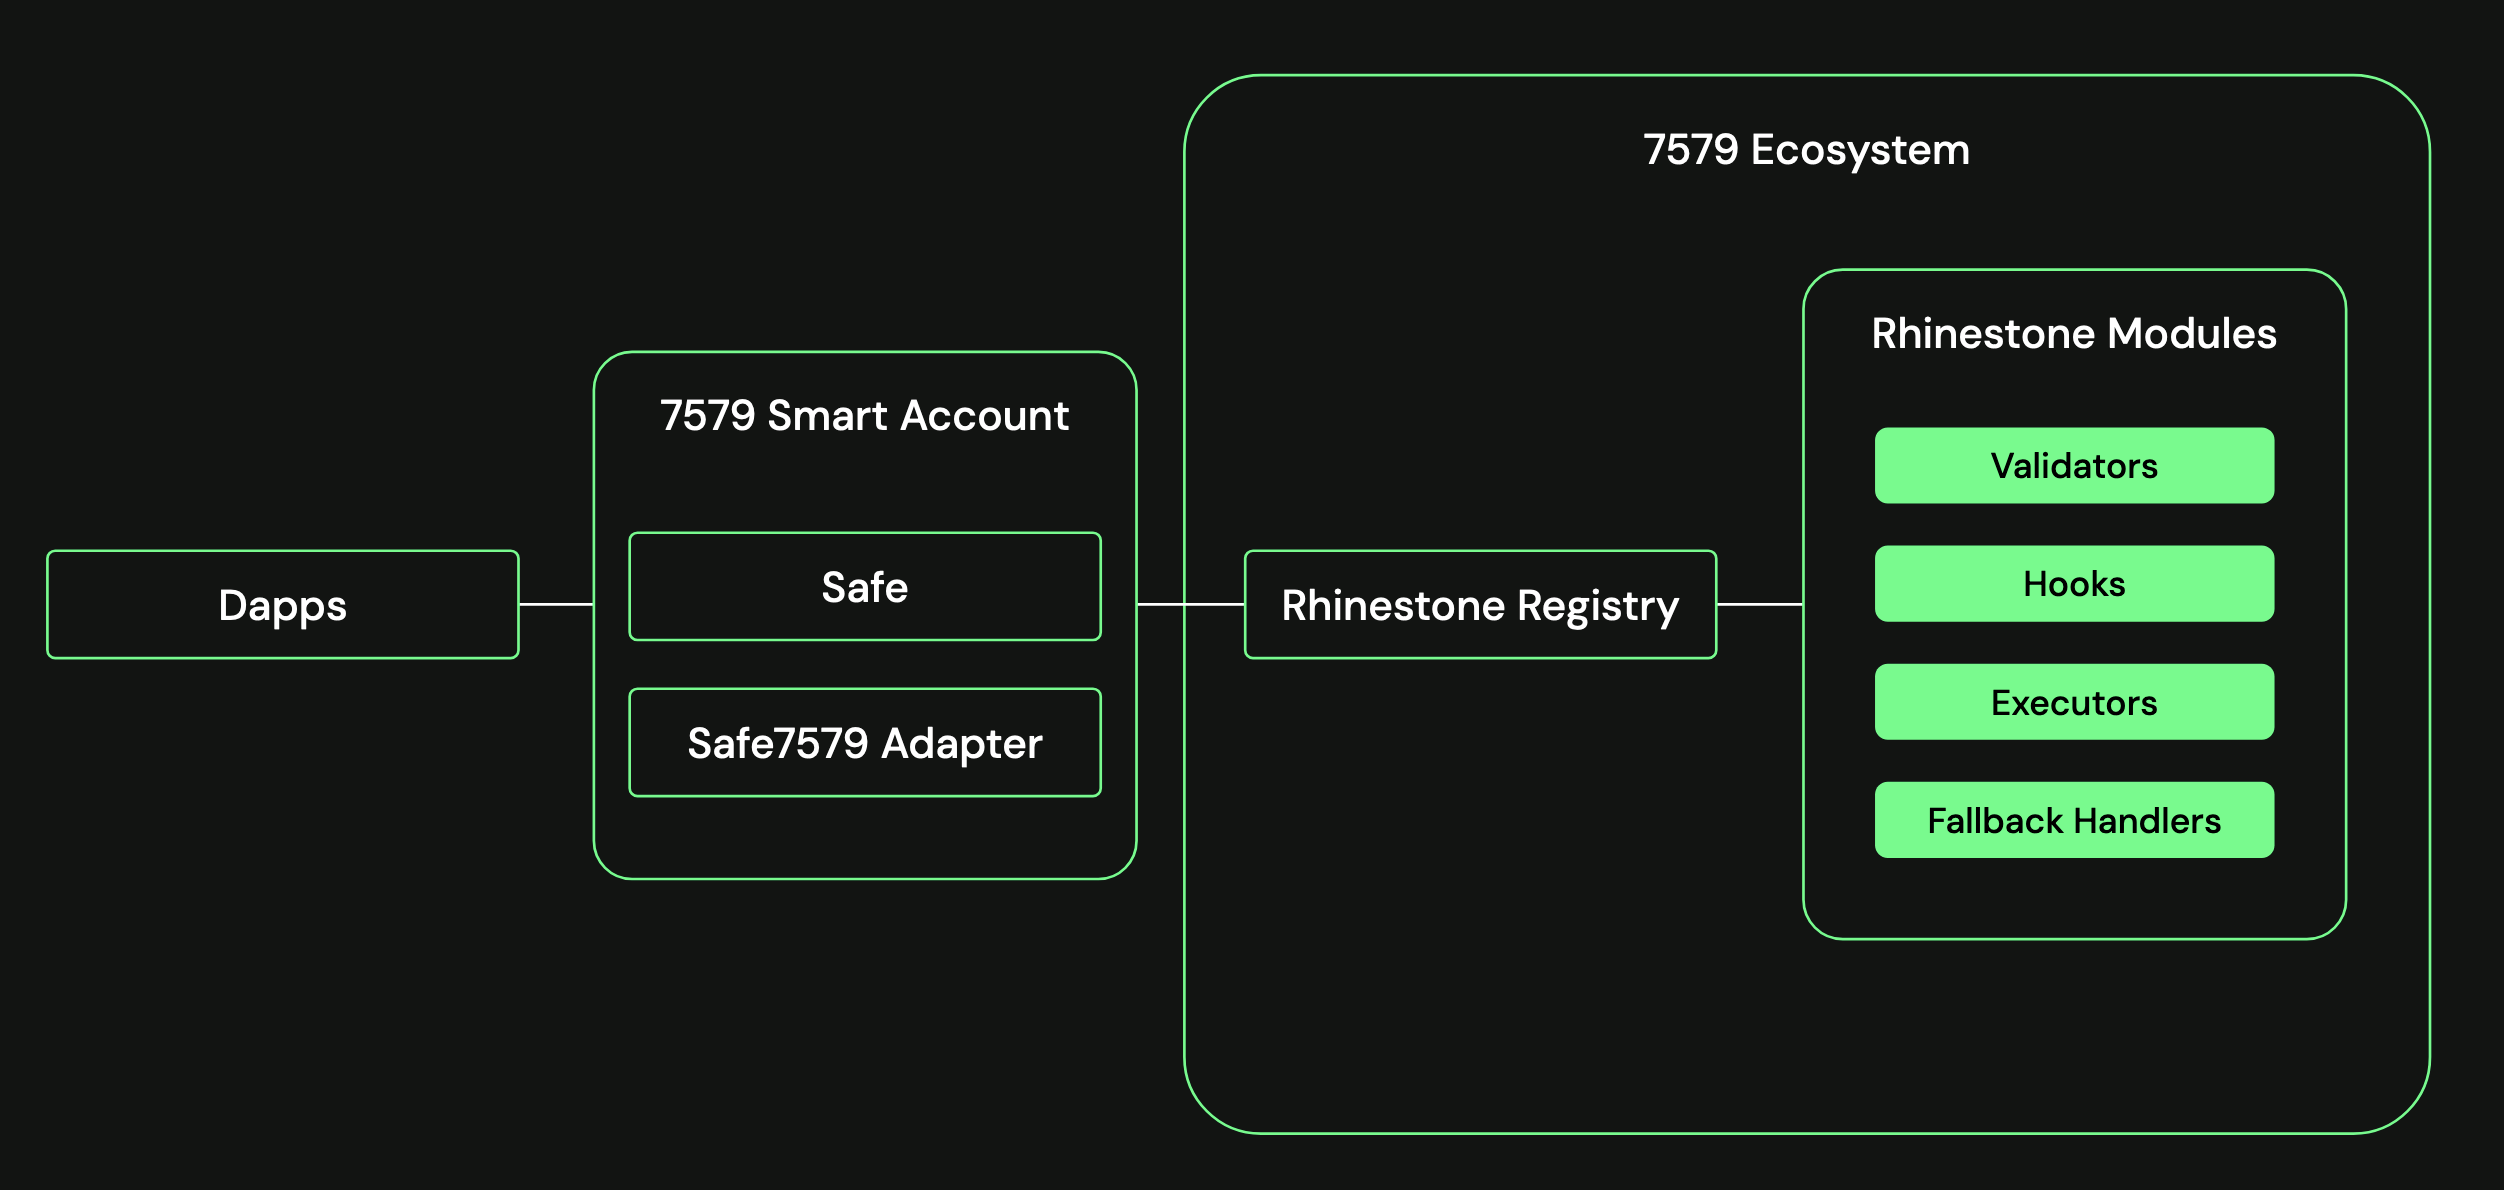 7579 Ecosystem
Rhinestone Modules
7579 Smart Account
Validators
Hooks
Safe
Dapps
Rhinestone Registry
Executors
Safe7579 Adapter
Fallback Handlers